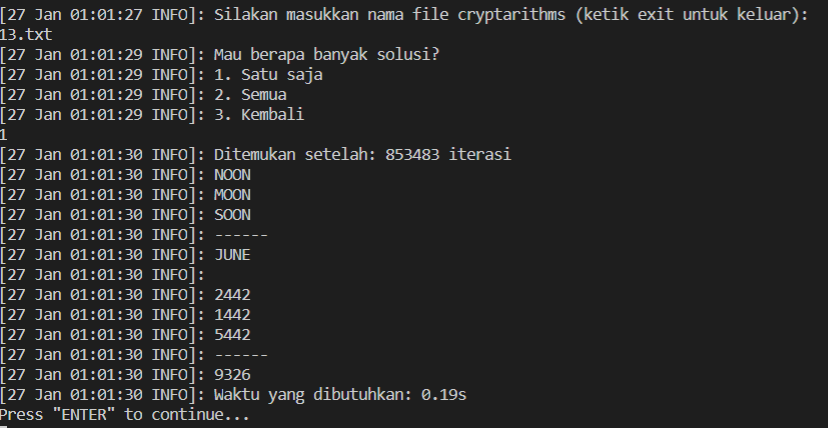 [27 Jan 01:01:27 INFO]: Silakan masukkan nama file cryptarithms (ketik exit untuk keluar):
13.txt
[27 Jan 01:01:29 INFO]: Mau berapa banyak solusi?
[27 Jan 01:01:29 INFO]: 1. Satu saja
[27 Jan 01:01:29 INFO]: 2. Semua
[27 Jan 01:01:29 INFO]: 3. Kembali
1
[27 Jan 01:01:30 INFO]: Ditemukan setelah: 853483 iterasi
[27 Jan 01:01:30 INFO]: NOON
[27 Jan 01:01:30 INFO]: MOON
[27 Jan 01:01:30 INFO]: SOON
[27 Jan 01:01:30 INFO]: ------
[27 Jan 01:01:30 INFO]: JUNE
[27 Jan 01:01:30 INFO]:
[27 Jan 01:01:30 INFO]: 2442
[27 Jan 01:01:30 INFO]: 1442
[27 Jan 01:01:30 INFO]: 5442
[27 Jan 01:01:30 INFO]: ------
[27 Jan 01:01:30 INFO]: 9326
[27 Jan 01:01:30 INFO]: Waktu yang dibutuhkan: 0.19s
Press "ENTER" to continue...